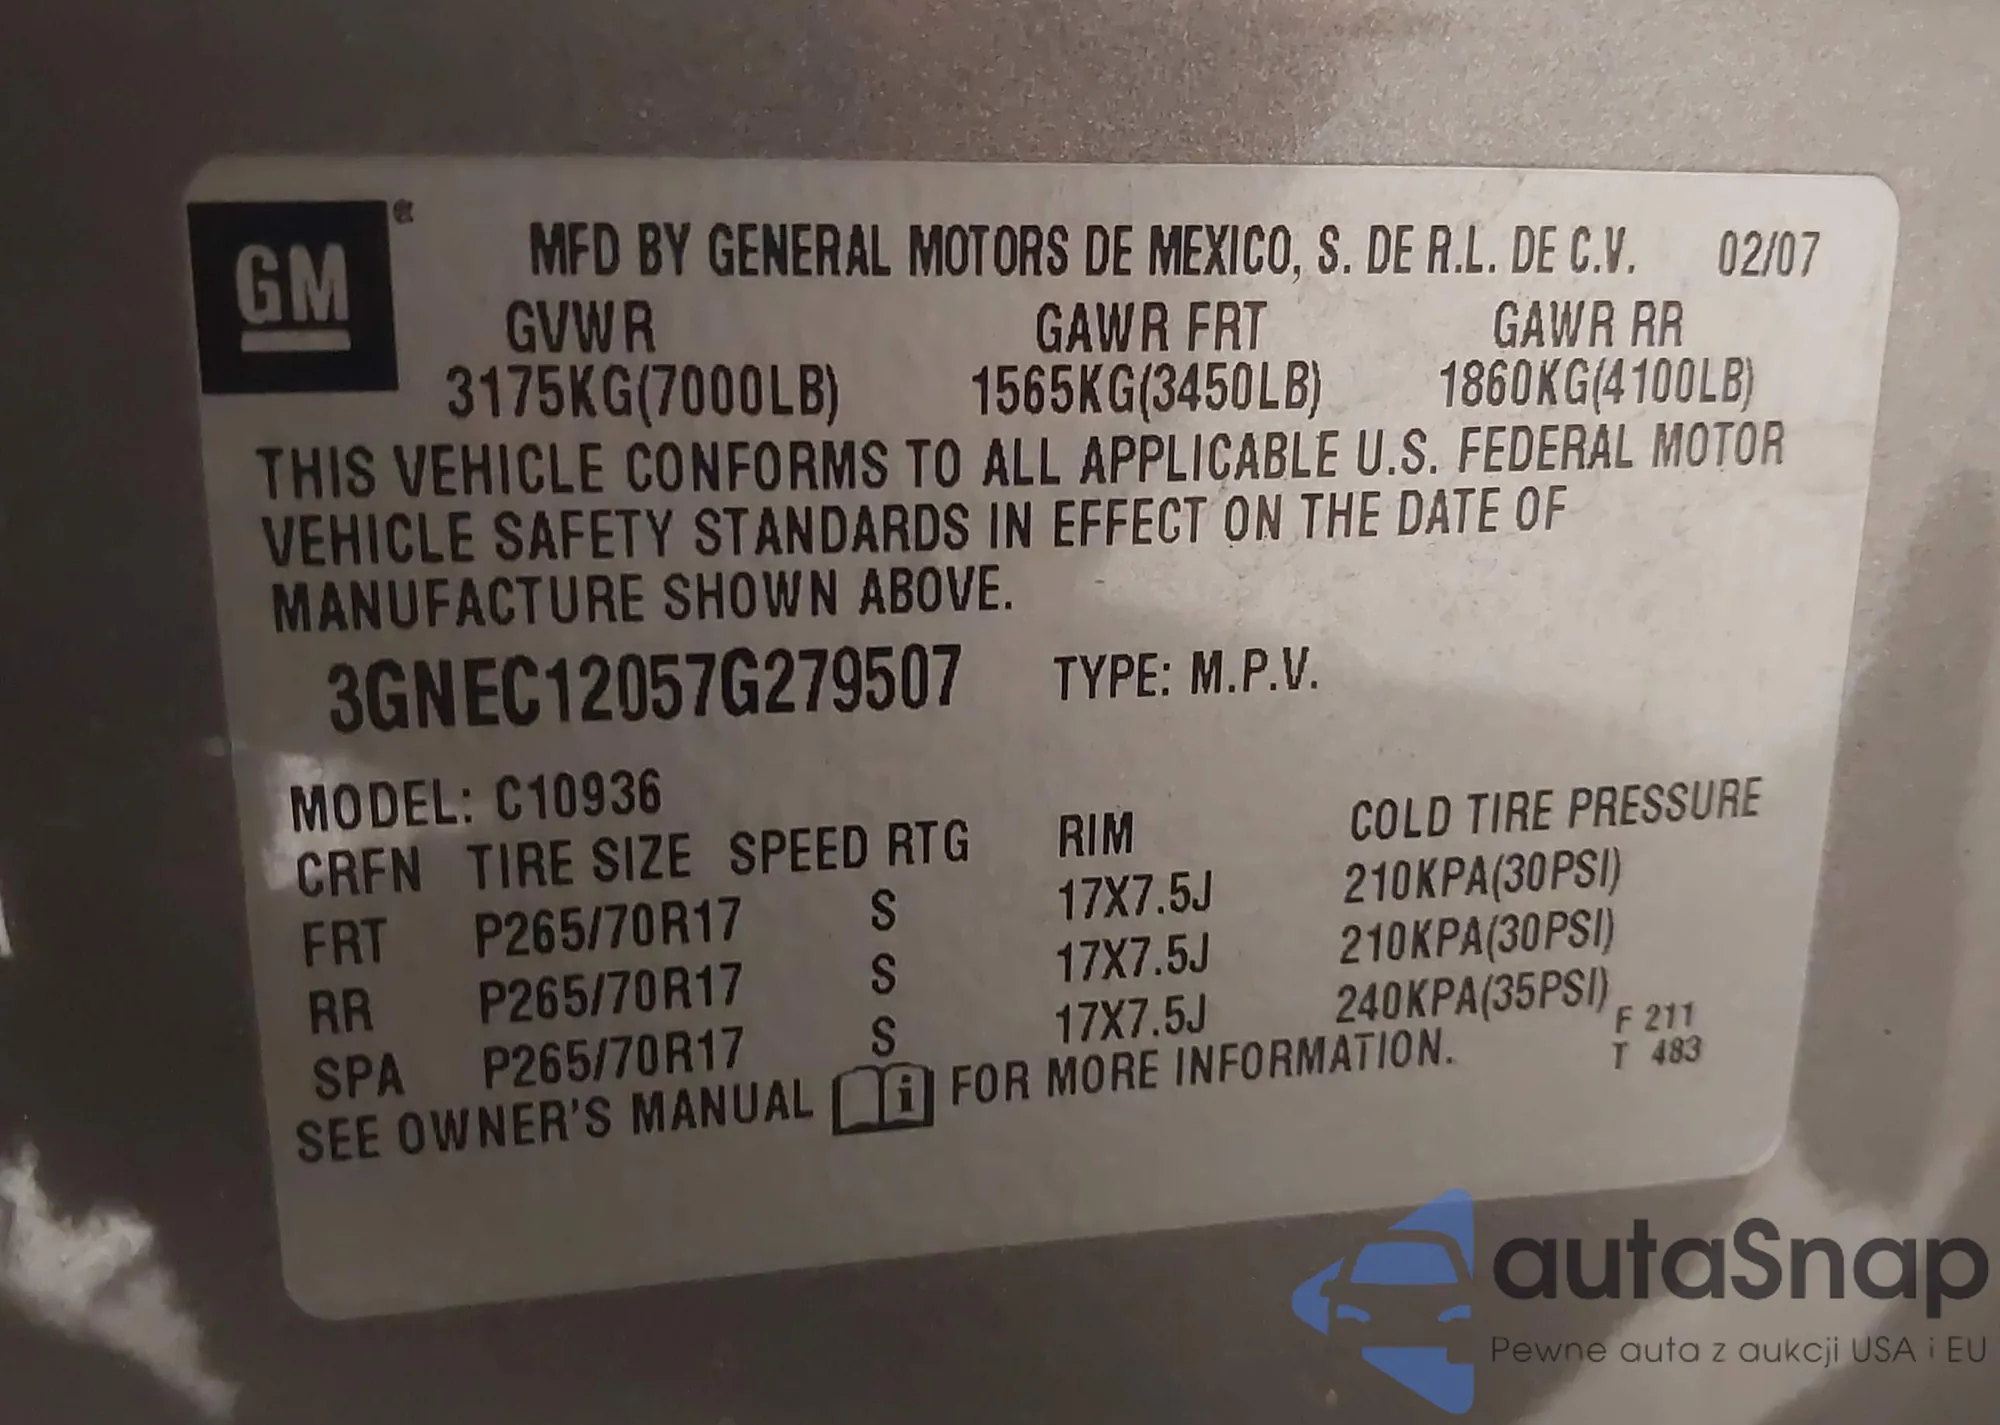 GM
MFD BY GENERAL MOTORS DE MEXICO, S. DE R.L. DE C.V. 02/07
GVWR GAWR FRT GAWR RR
3175KG(7000LB) 1565KG(3450LB) 1860KG(4100LB)
THIS VEHICLE CONFORMS TO ALL APPLICABLE U.S. FEDERAL MOTOR
VEHICLE SAFETY STANDARDS IN EFFECT ON THE DATE OF
MANUFACTURE SHOWN ABOVE.
3GNEC12057G279507 TYPE: M.P.V.
MODEL: C10936
CRFN TIRE SIZE SPEED RTG RIM COLD TIRE PRESSURE
FRT P265/70R17 S 17X7.5J 210KPA(30PSI)
RR P265/70R17 S 17X7.5J 210KPA(30PSI)
SPA P265/70R17 S 17X7.5J 240KPA(35PSI)
F 211
T 483
SEE OWNER'S MANUAL i FOR MORE INFORMATION.
autaSnap
Pewne auta z aukcji USA i EU